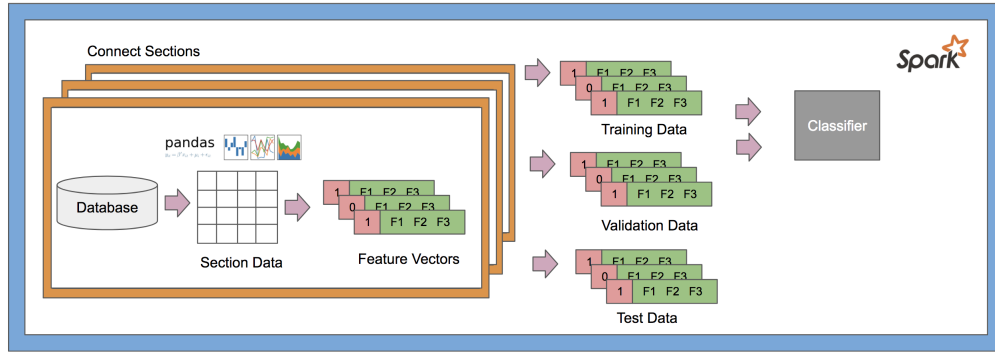 Connect Sections
Spark
pandas
Database
Section Data
1 F1 F2 F3
0 F1 F2 F3
1 F1 F2 F3
Feature Vectors
1 F1 F2 F3
0 F1 F2 F3
1 F1 F2 F3
Training Data
1 F1 F2 F3
0 F1 F2 F3
1 F1 F2 F3
Validation Data
1 F1 F2 F3
0 F1 F2 F3
1 F1 F2 F3
Test Data
Classifier